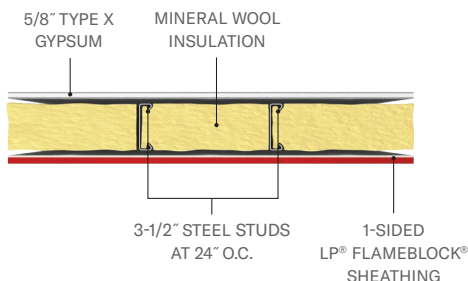 5/8˝ TYPE X
GYPSUM
MINERAL WOOL
INSULATION
3-1/2˝ STEEL STUDS
AT 24˝ O.C.
1-SIDED
LP® FLAMEBLOCK®
SHEATHING